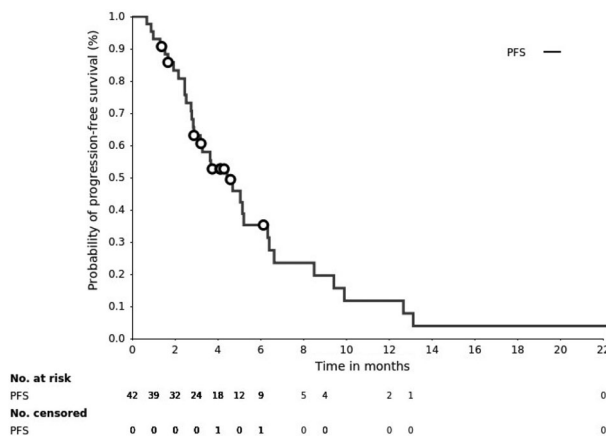 1.0
0.9
0.8
0.7
0.6
0.5
0.4
0.3
0.2
0.1
0.0
Probability of progression-free survival (%)
PFS
0 2 4 6 8 10 12 14 16 18 20 22
Time in months
No. at risk
PFS 42 39 32 24 18 12 9 5 4 2 1 0
No. censored
PFS 0 0 0 0 1 0 1 0 0 0 0 0